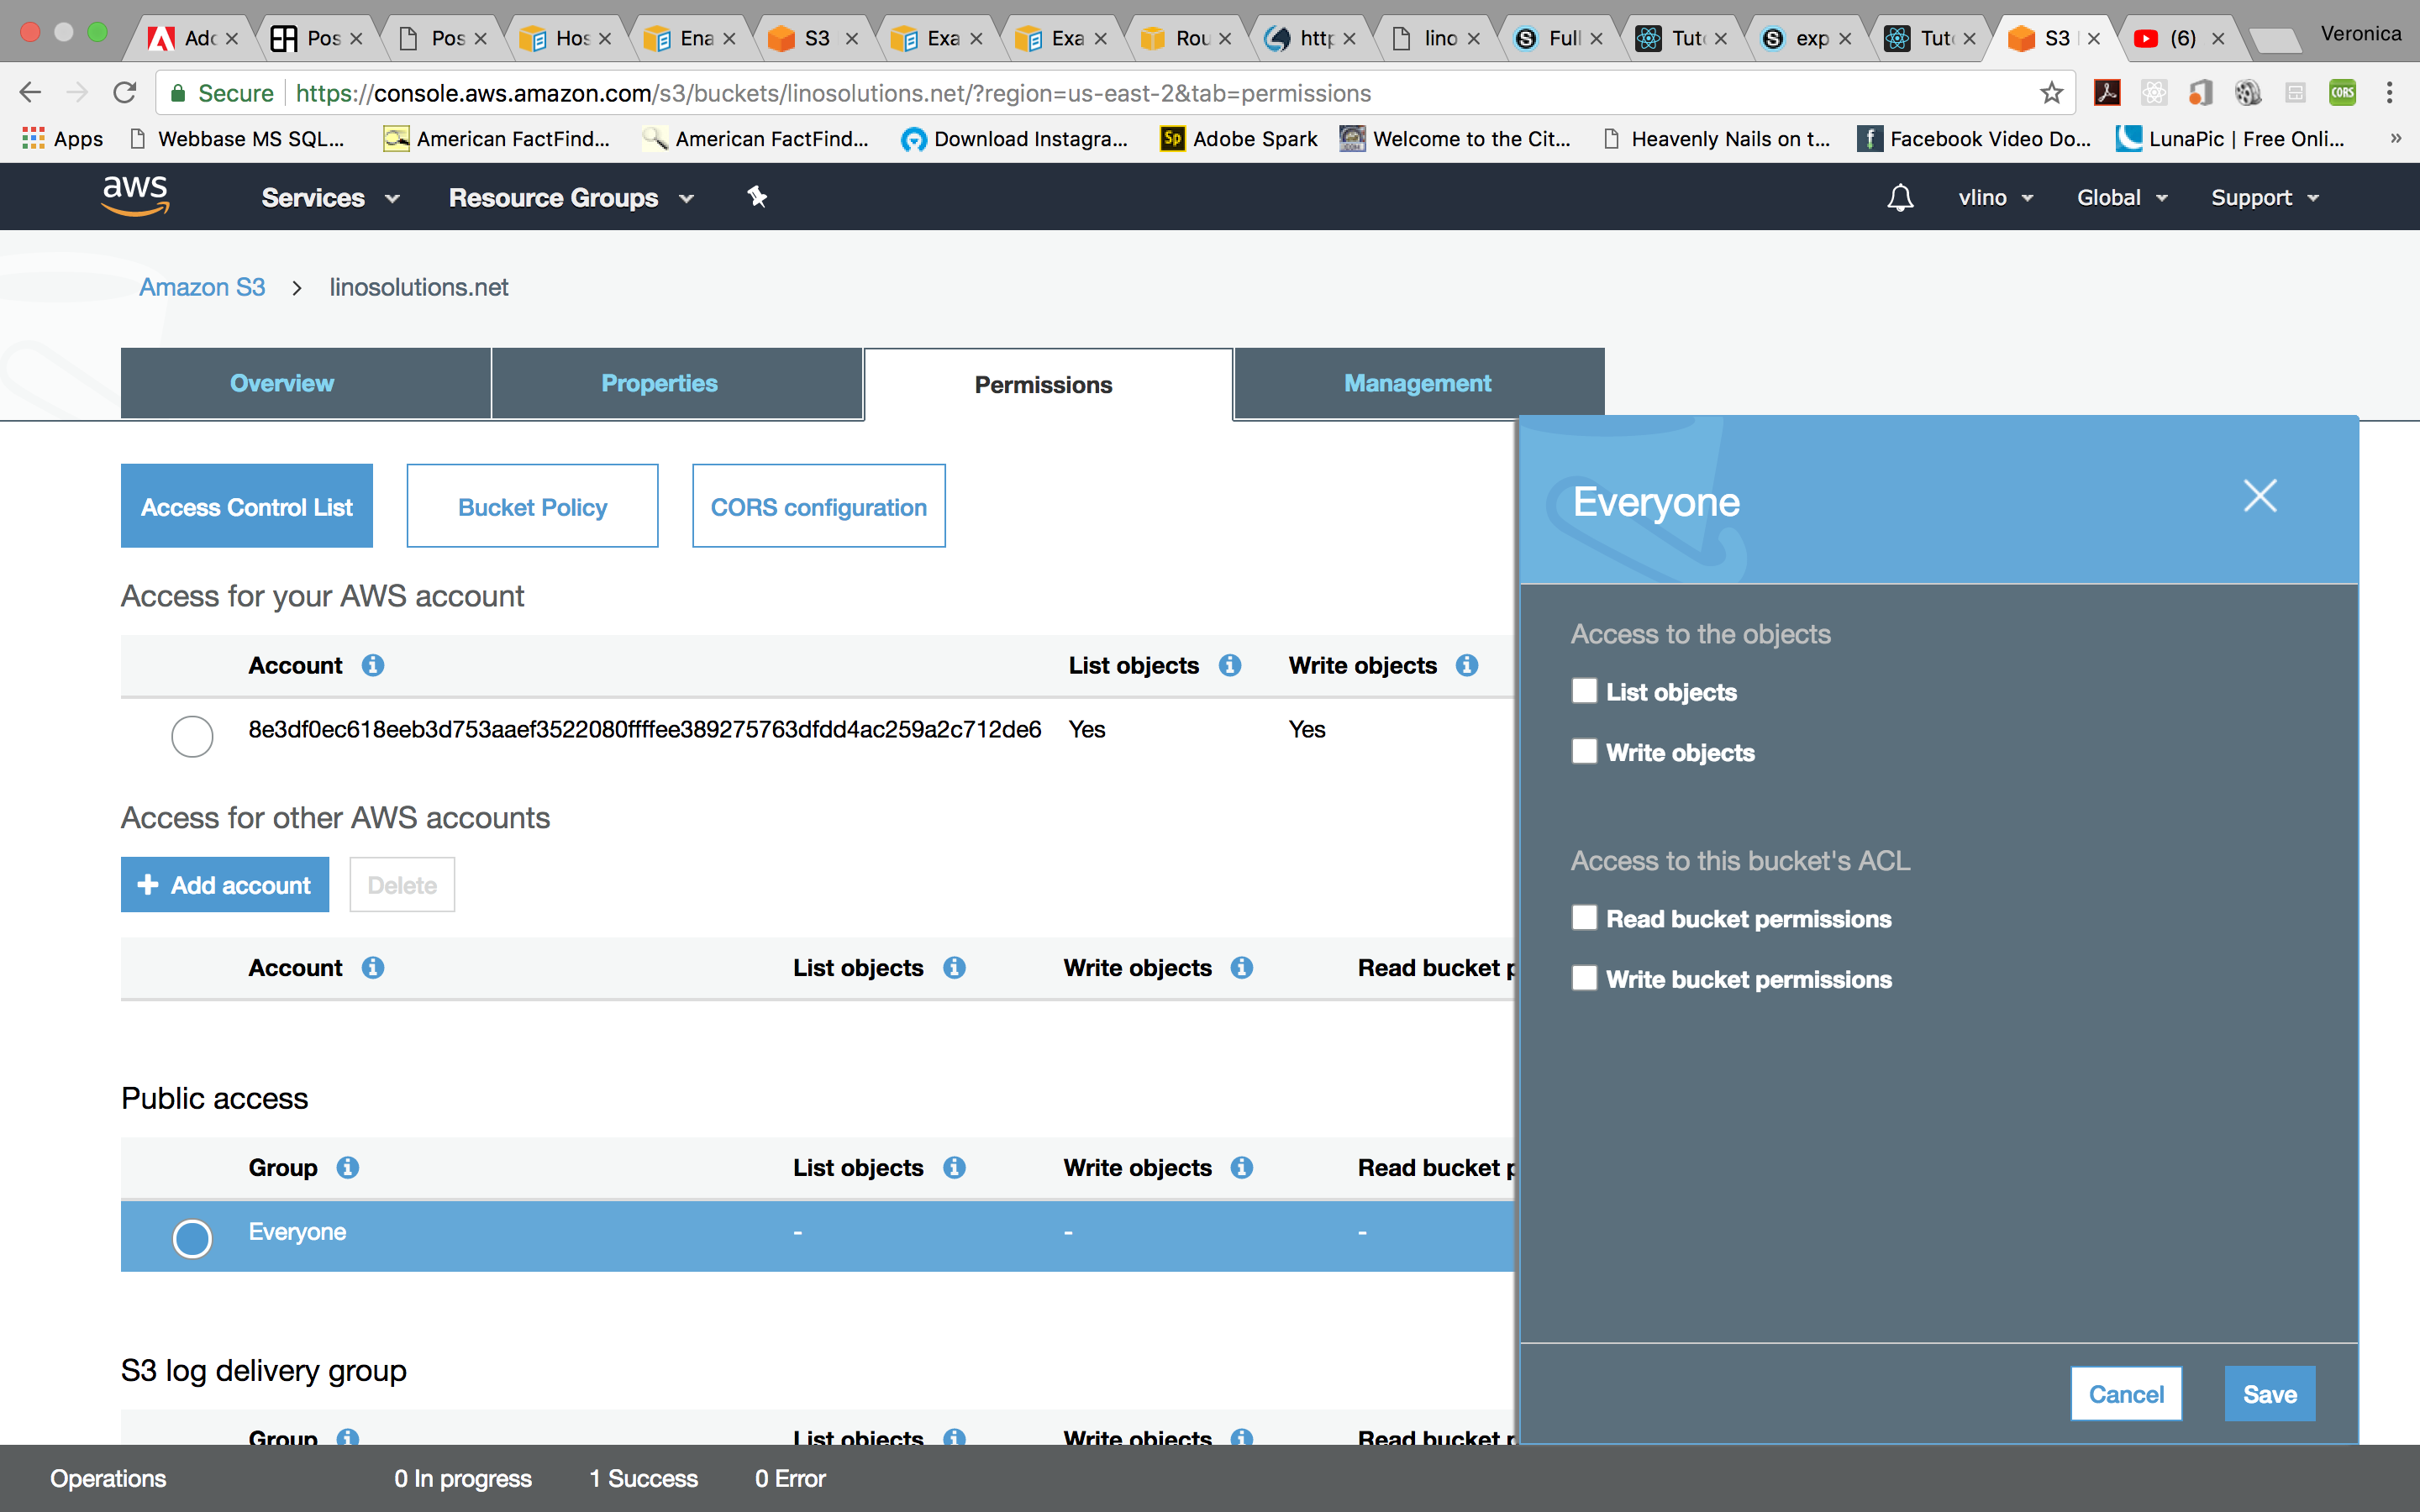 Adc Pos Pos Hos Ena S3 Exa Exa Rou http lino Full Tuto exp Tuto S3 (6) Veronica
Secure https://console.aws.amazon.com/s3/buckets/linosolutions.net/?region=us-east-2&tab=permissions CORS
Apps Webbase MS SQL... American FactFind... American FactFind... Download Instagra... Sp Adobe Spark Welcome to the Cit... Heavenly Nails on t... Facebook Video Do... LunaPic | Free Onli... »
aws Services Resource Groups vlino Global Support
Amazon S3 > linosolutions.net
Overview Properties Permissions Management
Access Control List Bucket Policy CORS configuration
Access for your AWS account
Account List objects Write objects
8e3df0ec618eeb3d753aaef3522080ffffee389275763dfdd4ac259a2c712de6 Yes Yes
Access for other AWS accounts
+ Add account Delete
Account List objects Write objects Read bucket p
Public access
Group List objects Write objects Read bucket p
Everyone - - -
S3 log delivery group
Group List objects Write objects Read bucket p
Everyone
Access to the objects
List objects
Write objects
Access to this bucket's ACL
Read bucket permissions
Write bucket permissions
Cancel Save
Operations 0 In progress 1 Success 0 Error